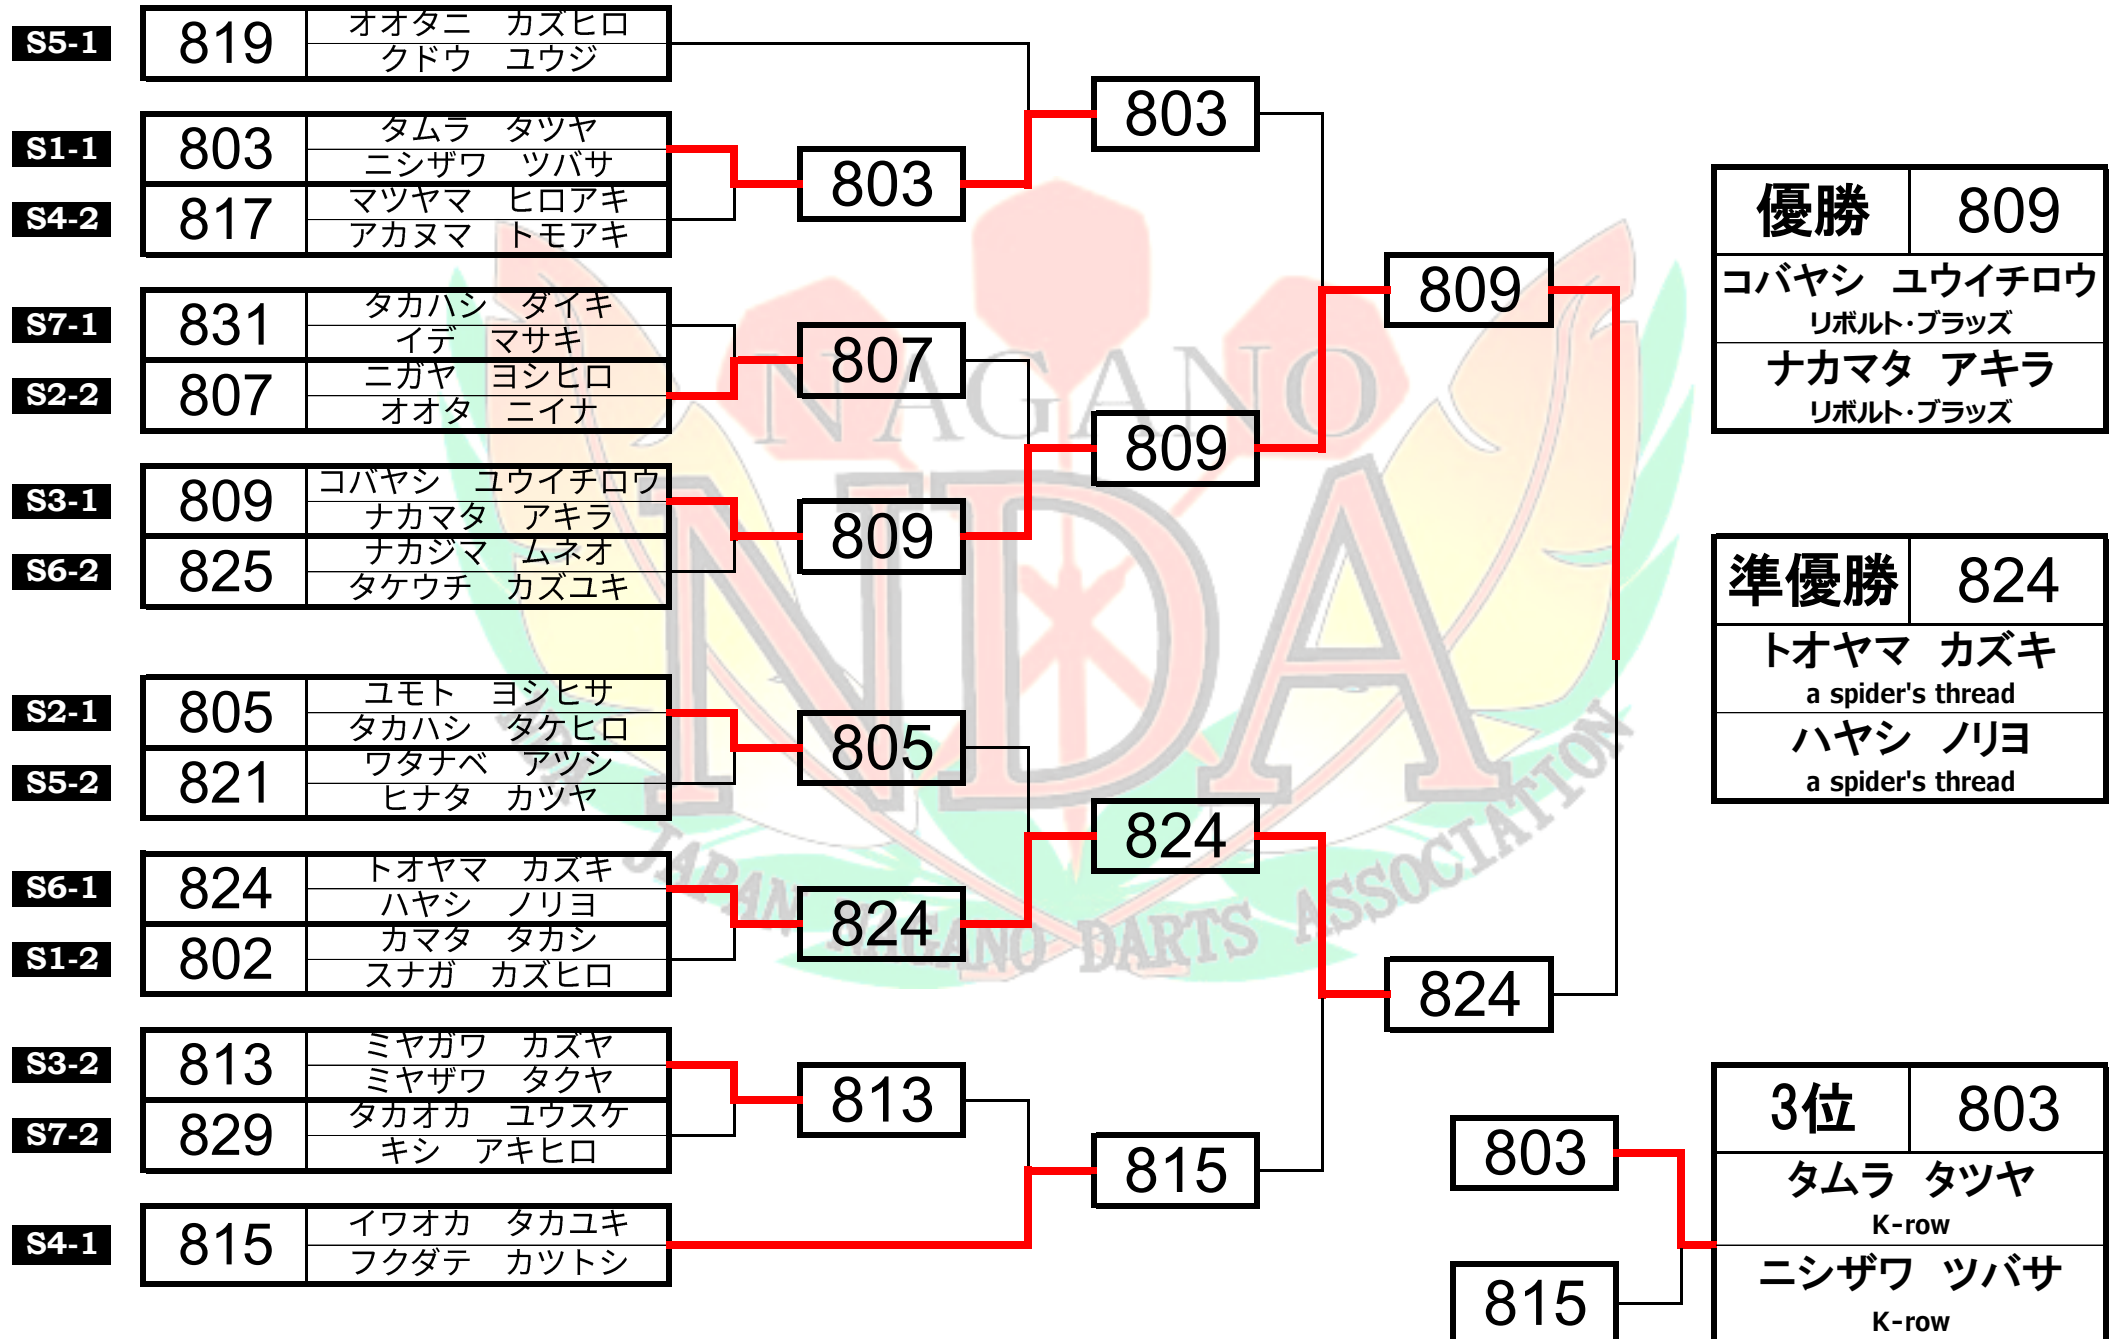 S5-1 819 オオタニ カズヒロ
クドウ ユウジ
803
S1-1 803 タムラ タツヤ
ニシザワ ツバサ
803
S4-2 817 マツヤマ ヒロアキ
アカヌマ トモアキ
優勝 809
コバヤシ ユウイチロウ
リボルト・ブラッズ
ナカマタ アキラ
リボルト・ブラッズ
809
S7-1 831 タカハシ ダイキ
イデ マサキ
807
S2-2 807 ニガヤ ヨシヒロ
オオタ ニイナ
NAGANO
809
S3-1 809 コバヤシ ユウイチロウ
ナカマタ アキラ
809
S6-2 825 ナカジマ ムネオ
タケウチ カズユキ
NDA
準優勝 824
トオヤマ カズキ
a spider's thread
ハヤシ ノリヨ
a spider's thread
S2-1 805 ユモト ヨシヒサ
タカハシ タケヒロ
805
S5-2 821 ワタナベ アツシ
ヒナタ カツヤ
824
S6-1 824 トオヤマ カズキ
ハヤシ ノリヨ
824
S1-2 802 カマタ タカシ
スナガ カズヒロ
NDA JAPAN NAGANO DARTS ASSOCIATION
824
S3-2 813 ミヤガワ カズヤ
ミヤザワ タクヤ
813
S7-2 829 タカオカ ユウスケ
キシ アキヒロ
815
S4-1 815 イワオカ タカユキ
フクダテ カツトシ
803
815
3位 803
タムラ タツヤ
K-row
ニシザワ ツバサ
K-row